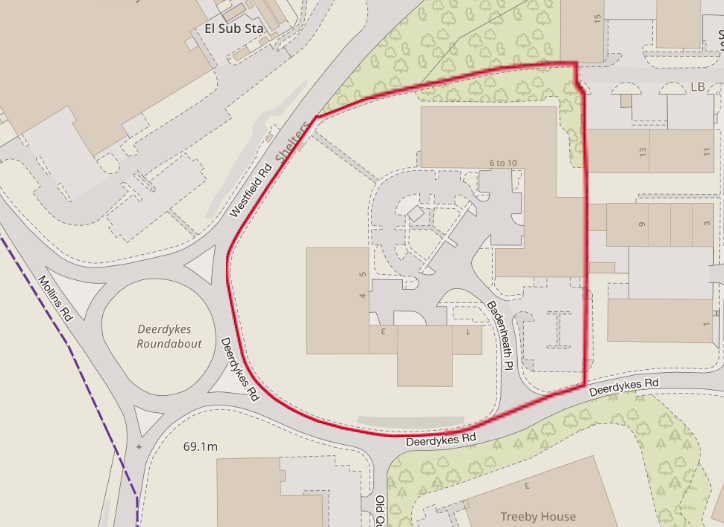 El Sub Sta
15
S
S
LB
Shelters
13
11
6 to 10
Westfield Rd
9
3
Mollins Rd
5
4
Deerdykes
Roundabout
3
1
Badenheath Pl
1
Deerdykes Rd
Deerdykes Rd
Deerdykes Rd
69.1m
Old Q
3
Treeby House